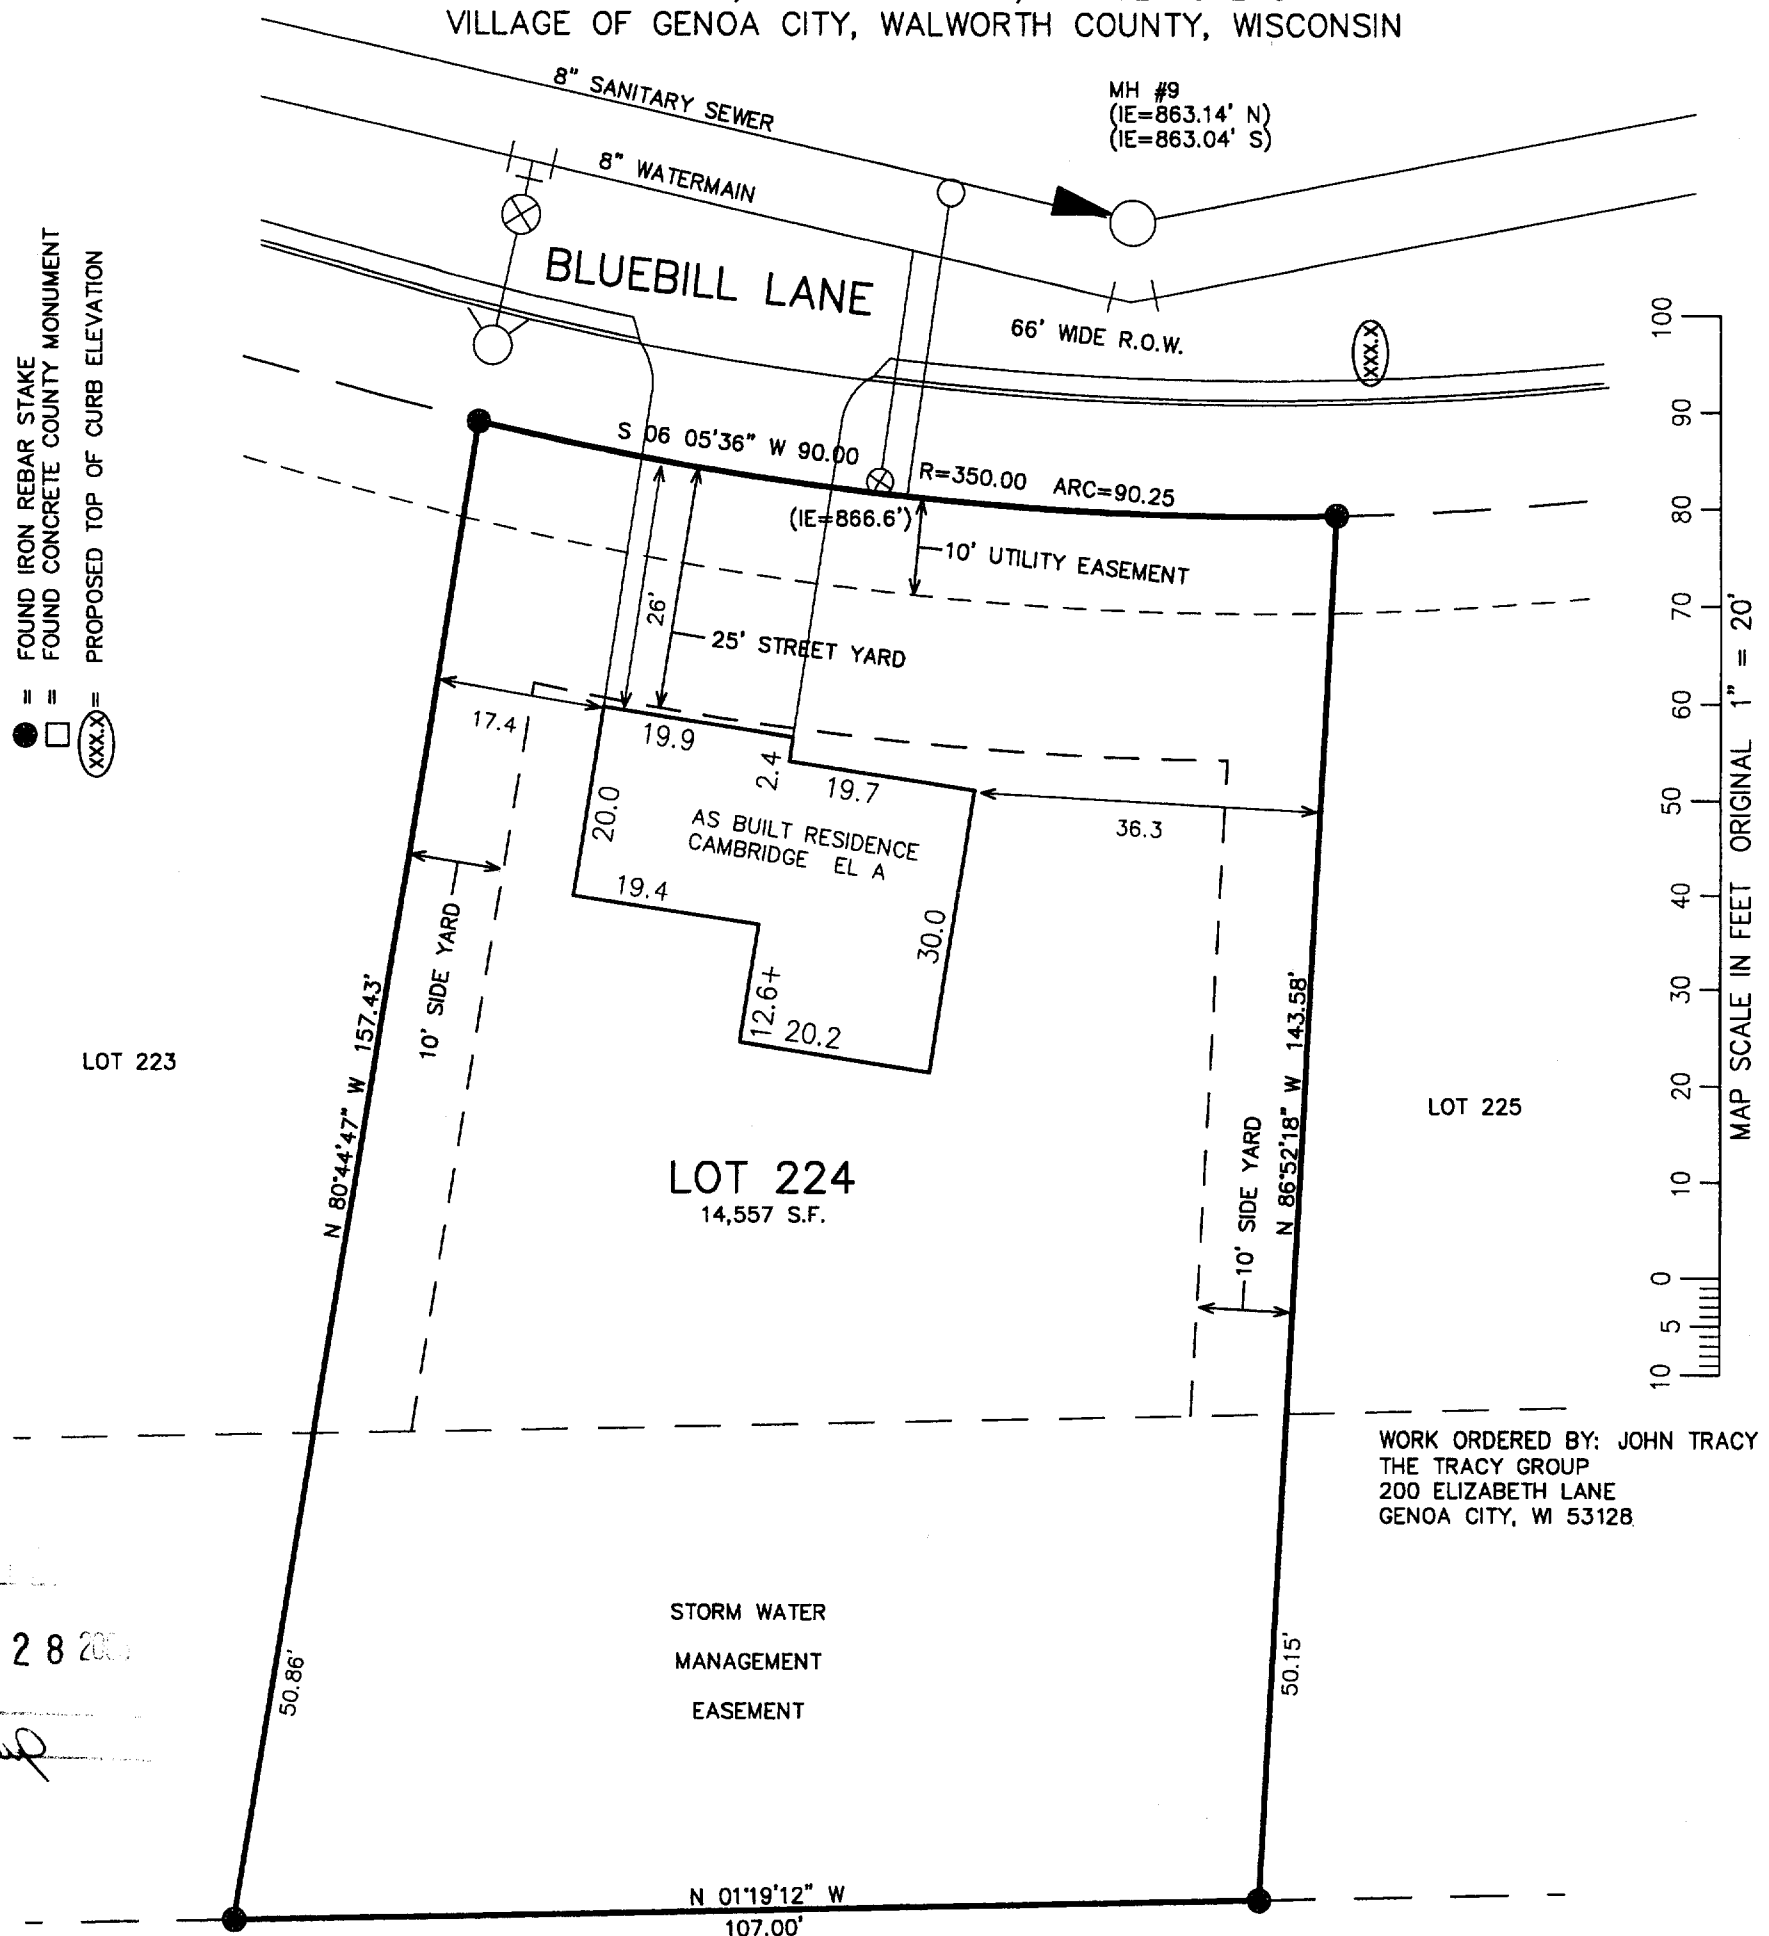 VILLAGE OF GENOA CITY, WALWORTH COUNTY, WISCONSIN
8" SANITARY SEWER
MH #9
(IE=863.14' N)
(IE=863.04' S)
8" WATERMAIN
BLUEBILL LANE
66' WIDE R.O.W.
XXX.X
= FOUND IRON REBAR STAKE
= FOUND CONCRETE COUNTY MONUMENT
XXX.X = PROPOSED TOP OF CURB ELEVATION
S 06 05'36" W 90.00
R=350.00 ARC=90.25
(IE=866.6')
10' UTILITY EASEMENT
26'
25' STREET YARD
17.4
19.9
2.4
19.7
20.0
36.3
AS BUILT RESIDENCE
CAMBRIDGE EL A
19.4
30.0
12.6+
20.2
10' SIDE YARD
N 80°44'47" W 157.43'
LOT 223
LOT 224
14,557 S.F.
10' SIDE YARD
N 86°52'18" W 143.58'
LOT 225
100
90
80
70
60
50
40
30
20
10
0
5
10
MAP SCALE IN FEET ORIGINAL 1" = 20'
WORK ORDERED BY: JOHN TRACY
THE TRACY GROUP
200 ELIZABETH LANE
GENOA CITY, WI 53128
STORM WATER
MANAGEMENT
EASEMENT
2 8
50.86'
50.15'
N 01°19'12" W
107.00'